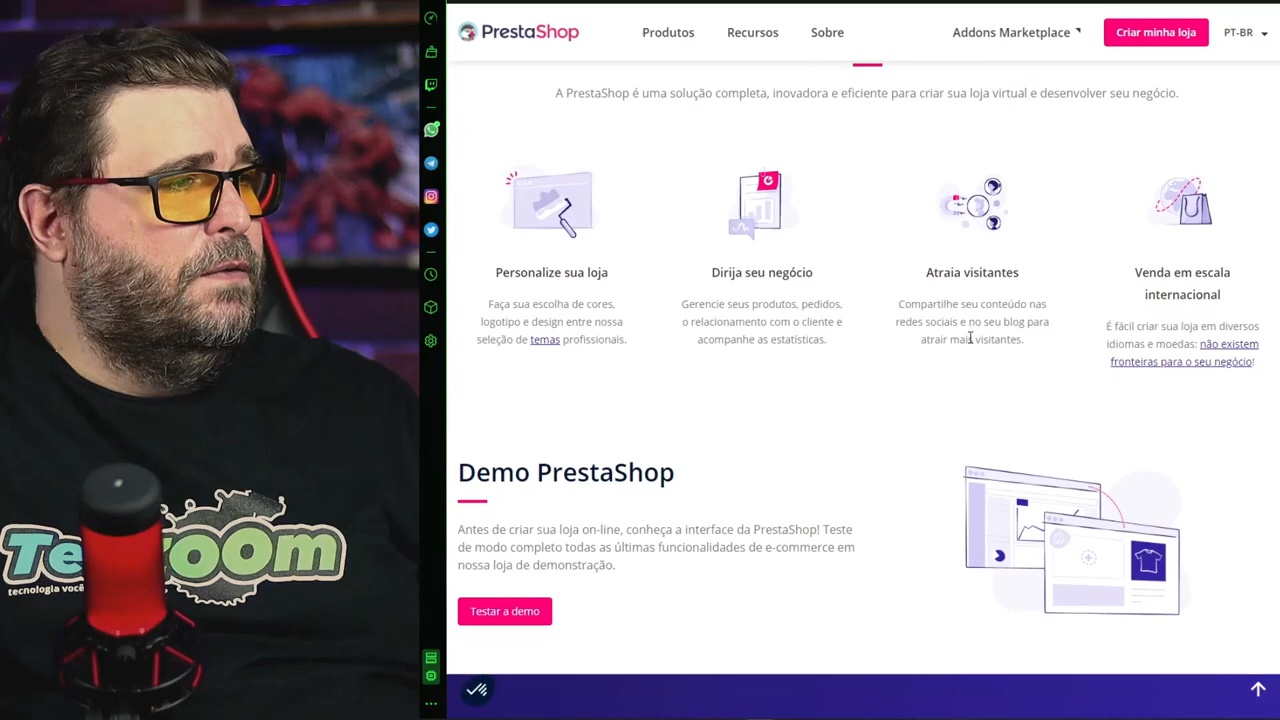 PrestaShop
Produtos
Recursos
Sobre
Addons Marketplace
Criar minha loja
PT-BR
A PrestaShop é uma solução completa, inovadora e eficiente para criar sua loja virtual e desenvolver seu negócio.
Personalize sua loja
Faça sua escolha de cores,
logotipo e design entre nossa
seleção de temas profissionais.
Dirija seu negócio
Gerencie seus produtos, pedidos,
o relacionamento com o cliente e
acompanhe as estatísticas.
Atraia visitantes
Compartilhe seu conteúdo nas
redes sociais e no seu blog para
atrair mais visitantes.
Venda em escala
internacional
É fácil criar sua loja em diversos
idiomas e moedas: não existem
fronteiras para o seu negócio!
Demo PrestaShop
Antes de criar sua loja on-line, conheça a interface da PrestaShop! Teste
de modo completo todas as últimas funcionalidades de e-commerce em
nossa loja de demonstração.
Testar a demo
tecnologia